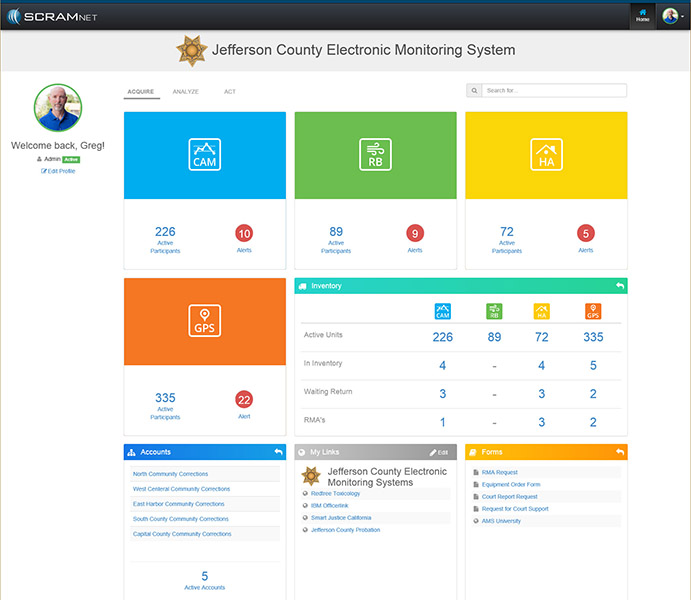 SCRAMNET
Home
Jefferson County Electronic Monitoring System
Welcome back, Greg!
Admin Active
Edit Profile
ACQUIRE ANALYZE ACT
Search for...
CAM
226
Active
Participants
10
Alerts
RB
89
Active
Participants
9
Alerts
HA
72
Active
Participants
5
Alerts
GPS
335
Active
Participants
22
Alert
Inventory
CAM RB HA GPS
Active Units 226 89 72 335
In Inventory 4 - 4 5
Waiting Return 3 - 3 2
RMA's 1 - 3 2
Accounts
North Community Corrections
West Centeral Community Corrections
East Harbor Community Corrections
South County Community Corrections
Capital County Community Corrections
5
Active Accounts
My Links Edit
Jefferson County Electronic
Monitoring Systems
Redtree Toxicology
IBM Officerlink
Smart Justice California
Jefferson County Probation
Forms
RMA Request
Equipment Order Form
Court Report Request
Request for Court Support
AMS University